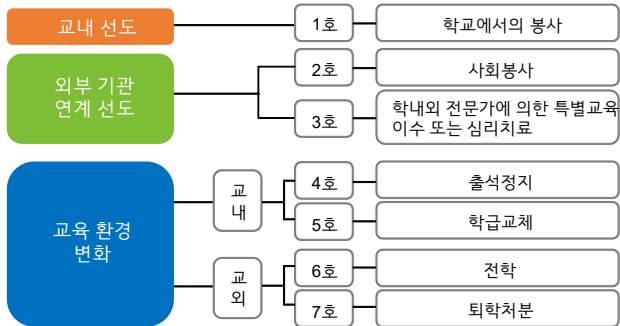 교내 선도
1호
학교에서의 봉사
외부 기관
연계 선도
2호
사회봉사
3호
학내외 전문가에 의한 특별교육
이수 또는 심리치료
교육 환경
변화
교
내
4호
출석정지
5호
학급교체
교
외
6호
전학
7호
퇴학처분